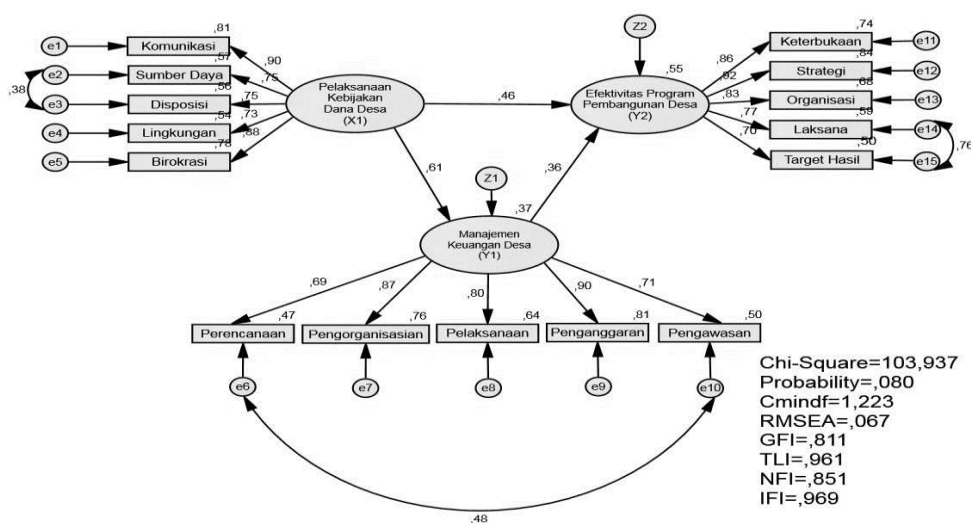 ,81
e1
Komunikasi
,57
,90
e2
Sumber Daya
,75
,56
,38
e3
Disposisi
,75
,54
,73
e4
Lingkungan
,78
,88
e5
Birokrasi
Pelaksanaan
Kebijakan
Dana Desa
(X1)
,46
,61
Z2
,55
Efektivitas Program
Pembangunan Desa
(Y2)
,36
,74
Keterbukaan
e11
,86
,84
Strategi
e12
,92
,68
Organisasi
e13
,83
,59
Laksana
e14
,77
,50
Target Hasil
e15
,70
,76
Z1
,37
Manajemen
Keuangan Desa
(Y1)
,69
,87
,80
,90
,71
,47
,76
,64
,81
,50
Perencanaan
Pengorganisasian
Pelaksanaan
Penganggaran
Pengawasan
e6
e7
e8
e9
e10
,48
Chi-Square=103,937
Probability=,080
Cmindf=1,223
RMSEA=,067
GFI=,811
TLI=,961
NFI=,851
IFI=,969